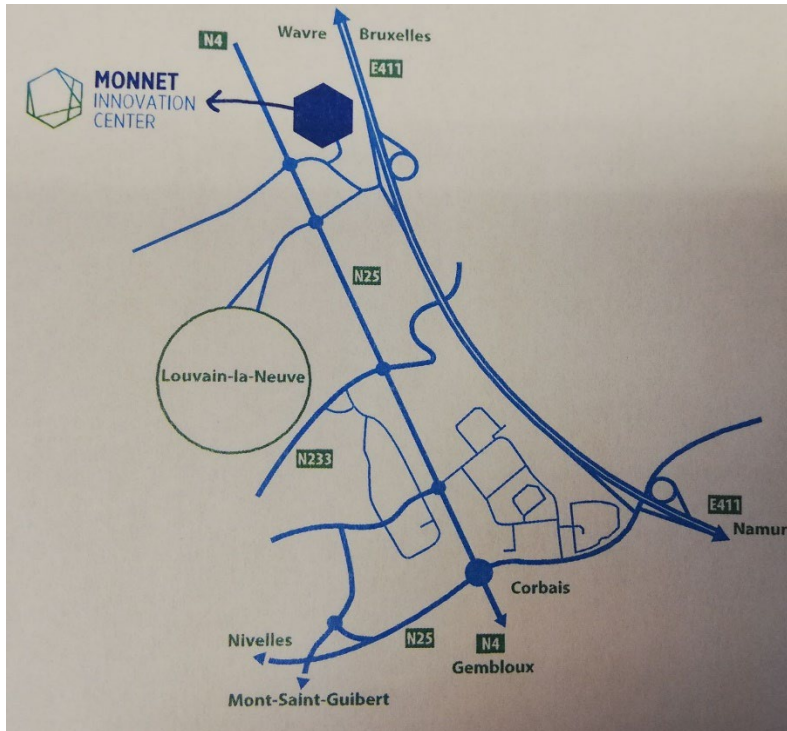 N4
Wavre Bruxelles
E411
MONNET
INNOVATION
CENTER
N25
Louvain-la-Neuve
N233
E411
Namur
Corbais
Nivelles
N25
N4
Gembloux
Mont-Saint-Guibert